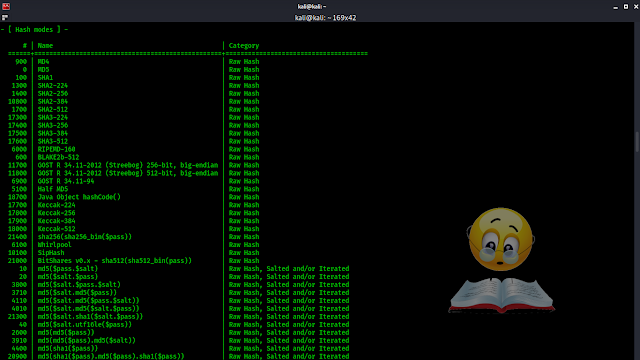 kali@kali: ~
kali@kali: ~ 169x42
- [ Hash modes ] -
# | Name | Category
======+==================================================+======================================
900 | MD4 | Raw Hash
0 | MD5 | Raw Hash
100 | SHA1 | Raw Hash
1300 | SHA2-224 | Raw Hash
1400 | SHA2-256 | Raw Hash
10800 | SHA2-384 | Raw Hash
1700 | SHA2-512 | Raw Hash
17300 | SHA3-224 | Raw Hash
17400 | SHA3-256 | Raw Hash
17500 | SHA3-384 | Raw Hash
17600 | SHA3-512 | Raw Hash
6000 | RIPEMD-160 | Raw Hash
600 | BLAKE2b-512 | Raw Hash
11700 | GOST R 34.11-2012 (Streebog) 256-bit, big-endian | Raw Hash
11800 | GOST R 34.11-2012 (Streebog) 512-bit, big-endian | Raw Hash
6900 | GOST R 34.11-94 | Raw Hash
5100 | Half MD5 | Raw Hash
18700 | Java Object hashCode() | Raw Hash
17700 | Keccak-224 | Raw Hash
17800 | Keccak-256 | Raw Hash
17900 | Keccak-384 | Raw Hash
18000 | Keccak-512 | Raw Hash
21400 | sha256(sha256_bin($pass)) | Raw Hash
6100 | Whirlpool | Raw Hash
10100 | SipHash | Raw Hash
21000 | BitShares v0.x - sha512(sha512_bin(pass)) | Raw Hash
10 | md5($pass.$salt) | Raw Hash, Salted and/or Iterated
20 | md5($salt.$pass) | Raw Hash, Salted and/or Iterated
3800 | md5($salt.$pass.$salt) | Raw Hash, Salted and/or Iterated
3710 | md5($salt.md5($pass)) | Raw Hash, Salted and/or Iterated
4110 | md5($salt.md5($pass.$salt)) | Raw Hash, Salted and/or Iterated
4010 | md5($salt.md5($salt.$pass)) | Raw Hash, Salted and/or Iterated
21300 | md5($salt.sha1($salt.$pass)) | Raw Hash, Salted and/or Iterated
40 | md5($salt.utf16le($pass)) | Raw Hash, Salted and/or Iterated
2600 | md5(md5($pass)) | Raw Hash, Salted and/or Iterated
3910 | md5(md5($pass).md5($salt)) | Raw Hash, Salted and/or Iterated
4400 | md5(sha1($pass)) | Raw Hash, Salted and/or Iterated
20900 | md5(sha1($pass).md5($pass).sha1($pass)) | Raw Hash, Salted and/or Iterated